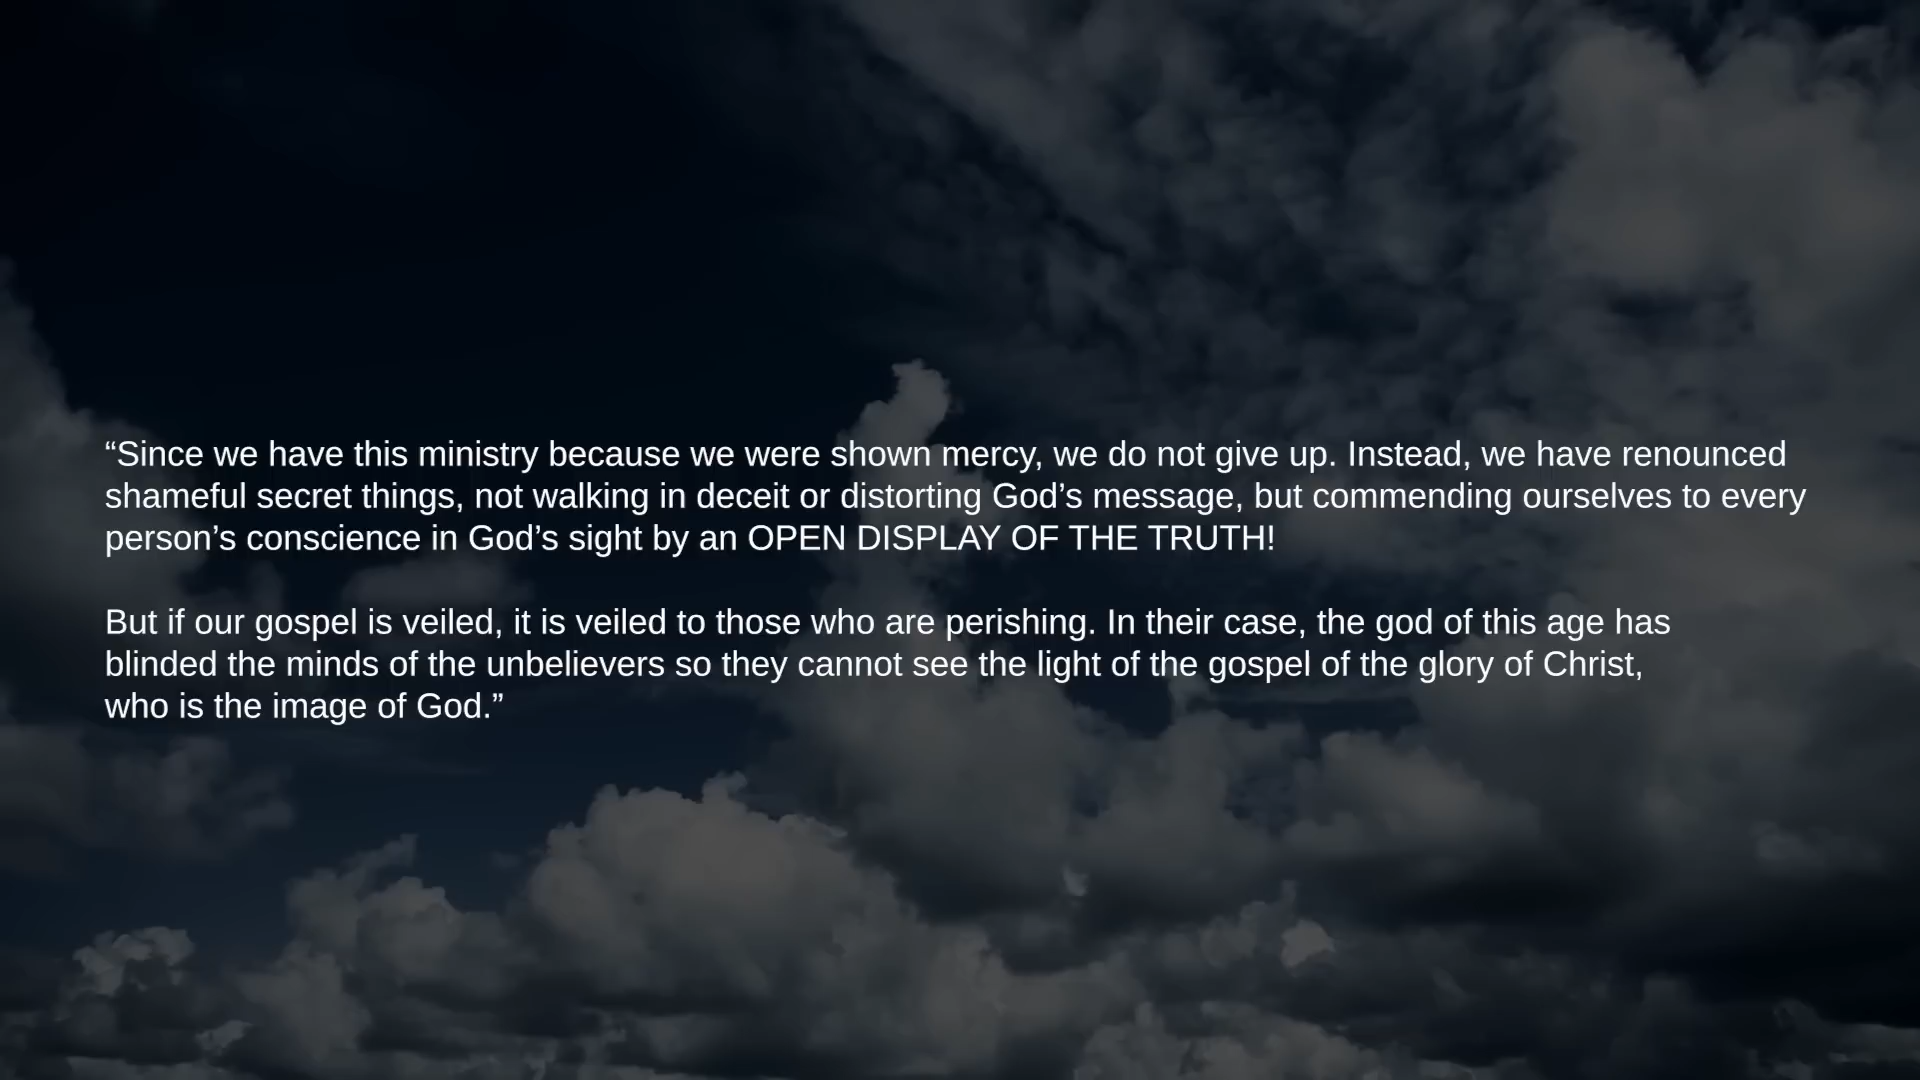 “Since we have this ministry because we were shown mercy, we do not give up. Instead, we have renounced
shameful secret things, not walking in deceit or distorting God’s message, but commending ourselves to every
person’s conscience in God’s sight by an OPEN DISPLAY OF THE TRUTH!
But if our gospel is veiled, it is veiled to those who are perishing. In their case, the god of this age has
blinded the minds of the unbelievers so they cannot see the light of the gospel of the glory of Christ,
who is the image of God.”